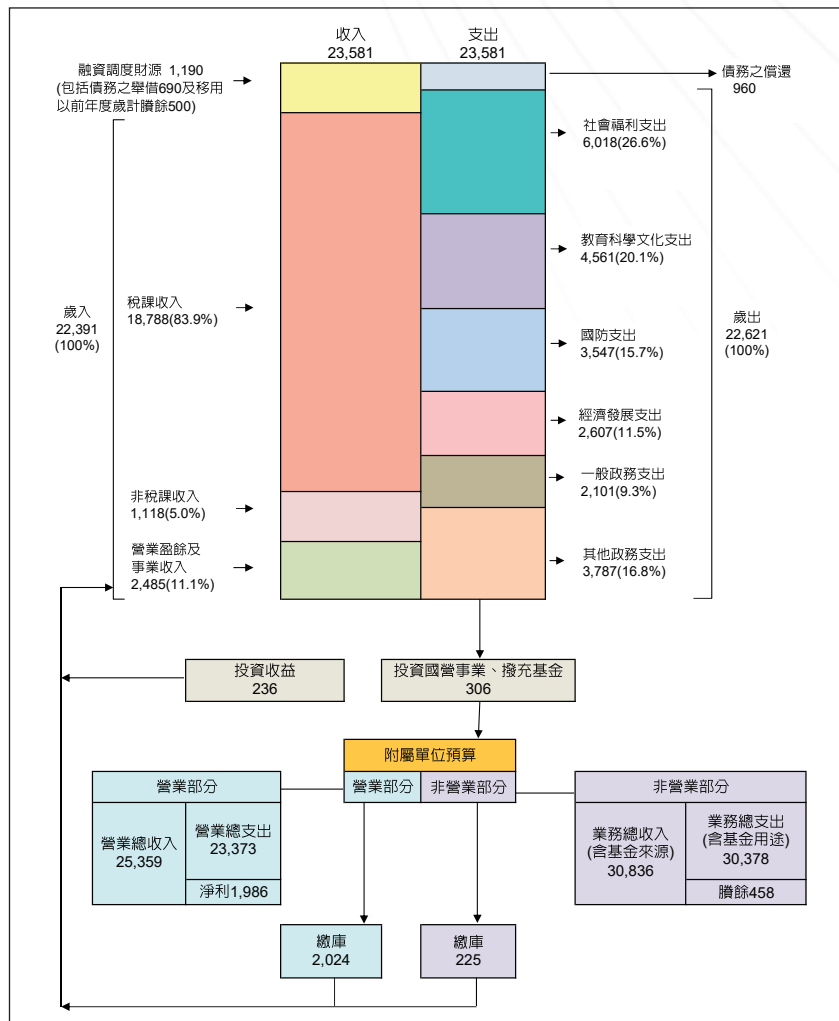 收入
23,581
支出
23,581
融資調度財源 1,190
(包括債務之舉借690及移用
以前年度歲計賸餘500)
債務之償還
960
社會福利支出
6,018(26.6%)
教育科學文化支出
4,561(20.1%)
歲入
22,391
(100%)
稅課收入
18,788(83.9%)
國防支出
3,547(15.7%)
歲出
22,621
(100%)
經濟發展支出
2,607(11.5%)
一般政務支出
2,101(9.3%)
非稅課收入
1,118(5.0%)
營業盈餘及
事業收入
2,485(11.1%)
其他政務支出
3,787(16.8%)
投資收益
236
投資國營事業、撥充基金
306
附屬單位預算
營業部分
非營業部分
營業部分
營業總收入
25,359
營業總支出
23,373
淨利1,986
非營業部分
業務總收入
(含基金來源)
30,836
業務總支出
(含基金用途)
30,378
賸餘458
繳庫
2,024
繳庫
225